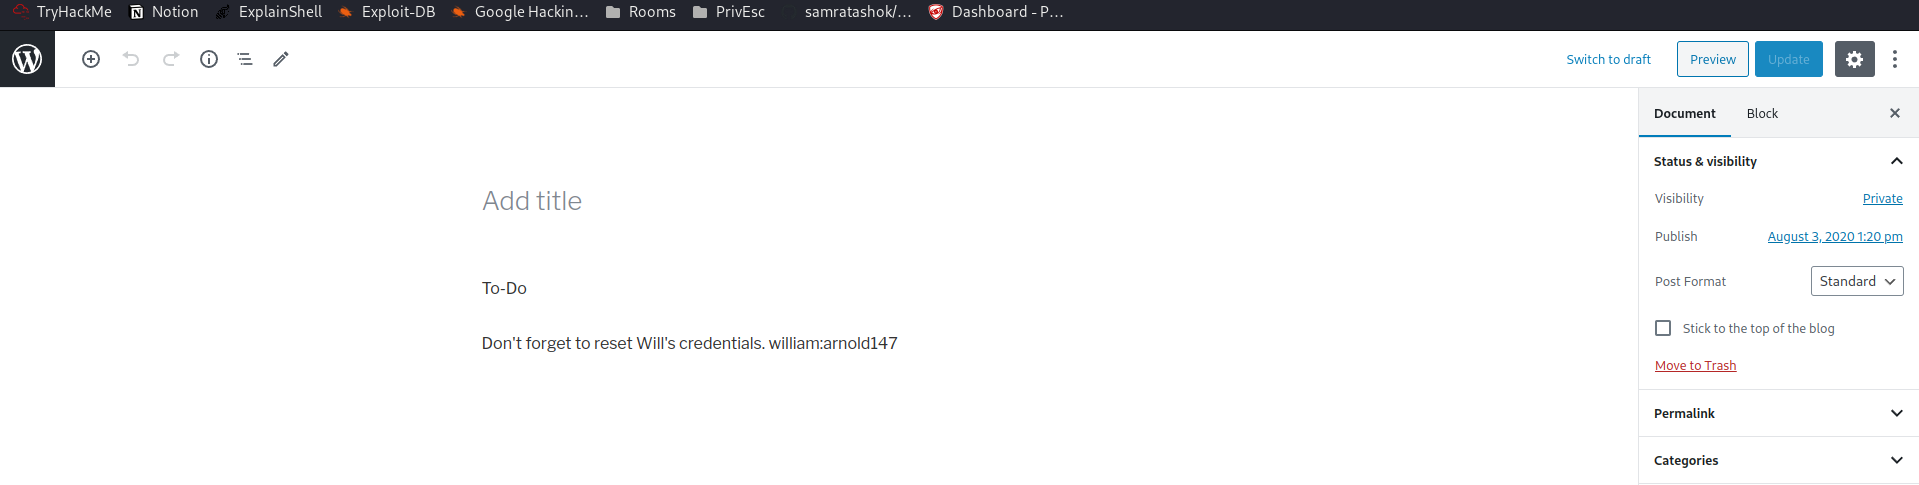 TryHackMe Notion ExplainShell Exploit-DB Google Hackin... Rooms PrivEsc samratashok/... Dashboard - P...
Switch to draft Preview Update
Document Block
Status & visibility
Visibility Private
Publish August 3, 2020 1:20 pm
Post Format Standard
Stick to the top of the blog
Move to Trash
Permalink
Categories
Add title
To-Do
Don't forget to reset Will's credentials. william:arnold147